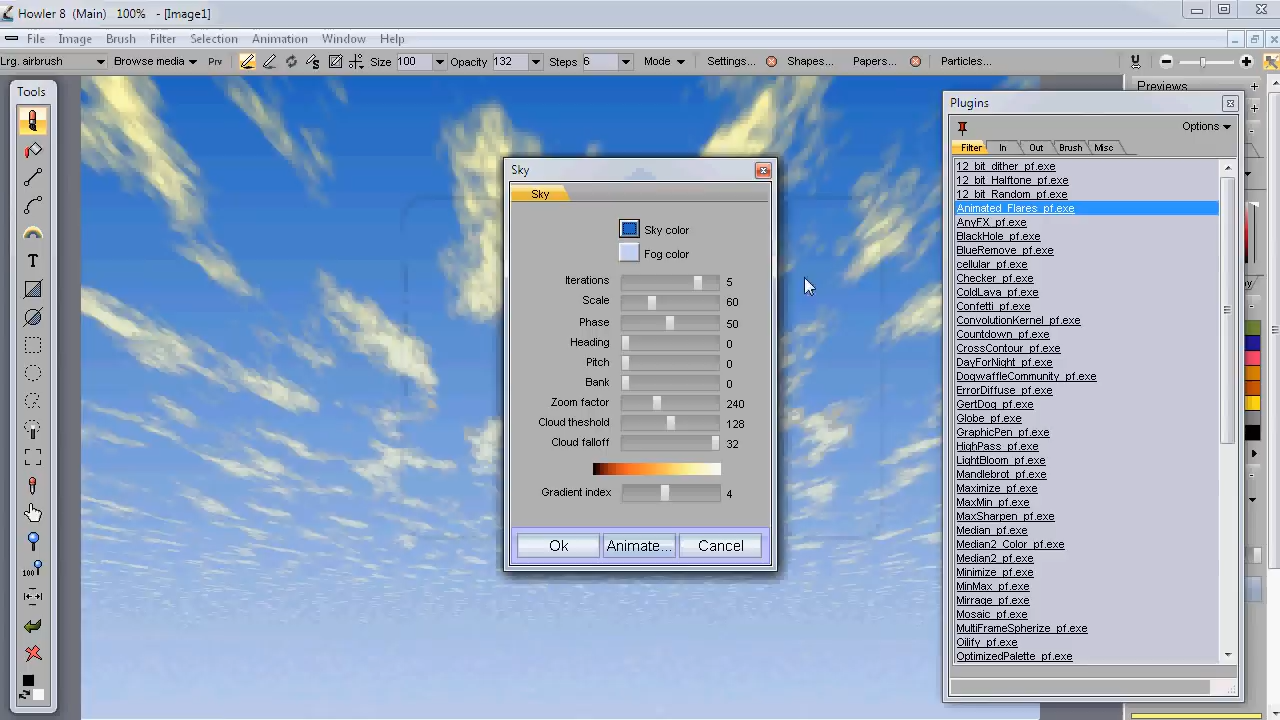 Howler 8 (Main) 100% - [Image1]
File Image Brush Filter Selection Animation Window Help
Lrg. airbrush Browse media Prv Size 100 Opacity 132 Steps 5 Mode Settings... Shapes... Papers... Particles...
Tools
Previews
Plugins
Options
Filter In Out Brush Misc
12_bit_dither_pf.exe
12_bit_Halftone_pf.exe
12_bit_Random_pf.exe
Animated_Flares_pf.exe
AnyFX_pf.exe
BlackHole_pf.exe
BlueRemove_pf.exe
cellular_pf.exe
Checker_pf.exe
ColdLava_pf.exe
Confetti_pf.exe
ConvolutionKernel_pf.exe
Countdown_pf.exe
CrossContour_pf.exe
DayForNight_pf.exe
DogwaffleCommunity_pf.exe
ErrorDiffuse_pf.exe
GertDog_pf.exe
Globe_pf.exe
GraphicPen_pf.exe
HighPass_pf.exe
LightBloom_pf.exe
Mandlebrot_pf.exe
Maximize_pf.exe
MaxMin_pf.exe
MaxSharpen_pf.exe
Median_pf.exe
Median2_Color_pf.exe
Median2_pf.exe
Minimize_pf.exe
MinMax_pf.exe
Mirrage_pf.exe
Mosaic_pf.exe
MultiFrameSpherize_pf.exe
Oilify_pf.exe
OptimizedPalette_pf.exe
Sky
Sky
Sky color
Fog color
Iterations 5
Scale 60
Phase 50
Heading 0
Pitch 0
Bank 0
Zoom factor 240
Cloud theshold 128
Cloud falloff 32
Gradient index 4
Ok Animate... Cancel
T
100